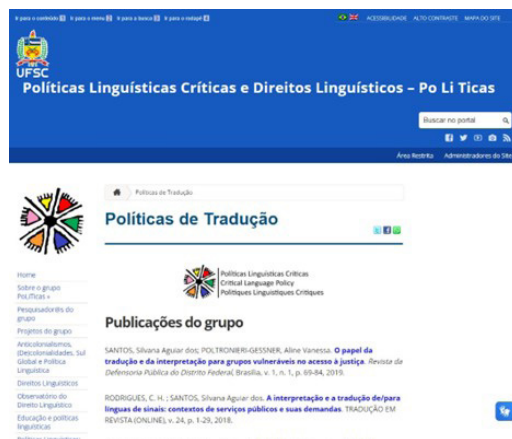 Ir para o conteúdo 1 Ir para o menu 2 Ir para a busca 3 Ir para o rodapé 4
ACESSIBILIDADE ALTO CONTRASTE MAPA DO SITE
UFSC
Políticas Linguísticas Críticas e Direitos Linguísticos – Po Li Ticas
Buscar no portal
Área Restrita Administradores do Site
Políticas de Tradução
Políticas de Tradução
Políticas Linguísticas Críticas
Critical Language Policy
Politiques Linguistiques Critiques
Home
Sobre o grupo
PoLiTicas »
Pesquisador@s do
grupo
Projetos do grupo
Anticolonialismos,
(De)colonialidades, Sul
Global e Política
Linguística
Direitos Linguísticos
Observatório do
Direito Linguístico
Educação e políticas
linguísticas
Políticas Linguísticas
Publicações do grupo
SANTOS, Silvana Aguiar dos; POLTRONIERI-GESSNER, Aline Vanessa. O papel da
tradução e da interpretação para grupos vulneráveis no acesso à justiça. Revista da
Defensoria Pública do Distrito Federal, Brasília, v. 1, n. 1, p. 69-84, 2019.
RODRIGUES, C. H. ; SANTOS, Silvana Aguiar dos. A interpretação e a tradução de/para
línguas de sinais: contextos de serviços públicos e suas demandas. TRADUÇÃO EM
REVISTA (ONLINE), v. 24, p. 1-29, 2018.